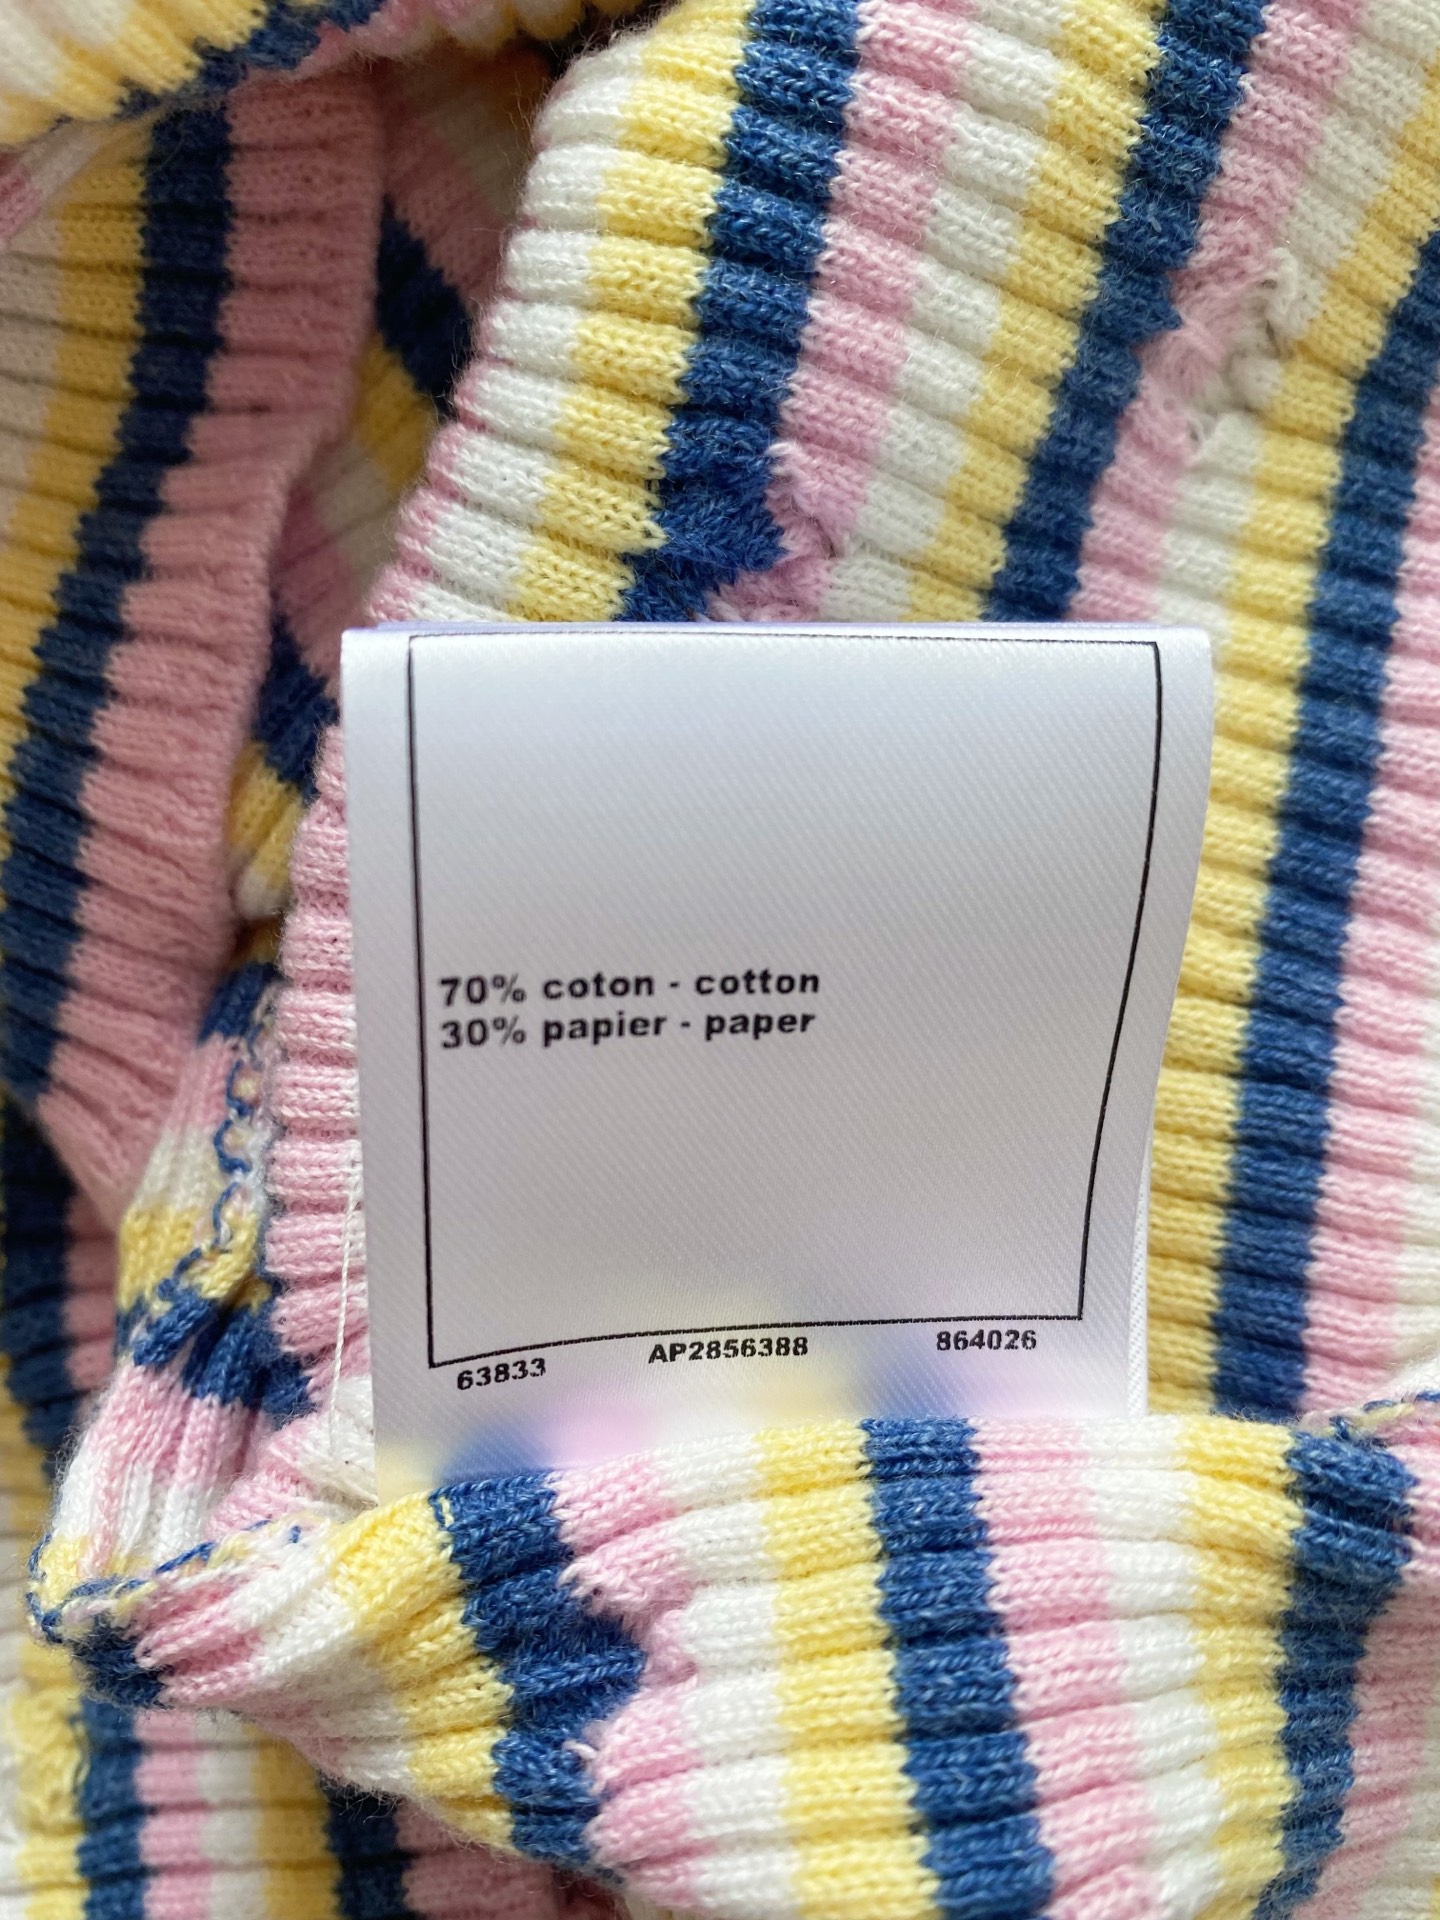 70% coton - cotton
30% papier - paper
63833 AP2856388 864026